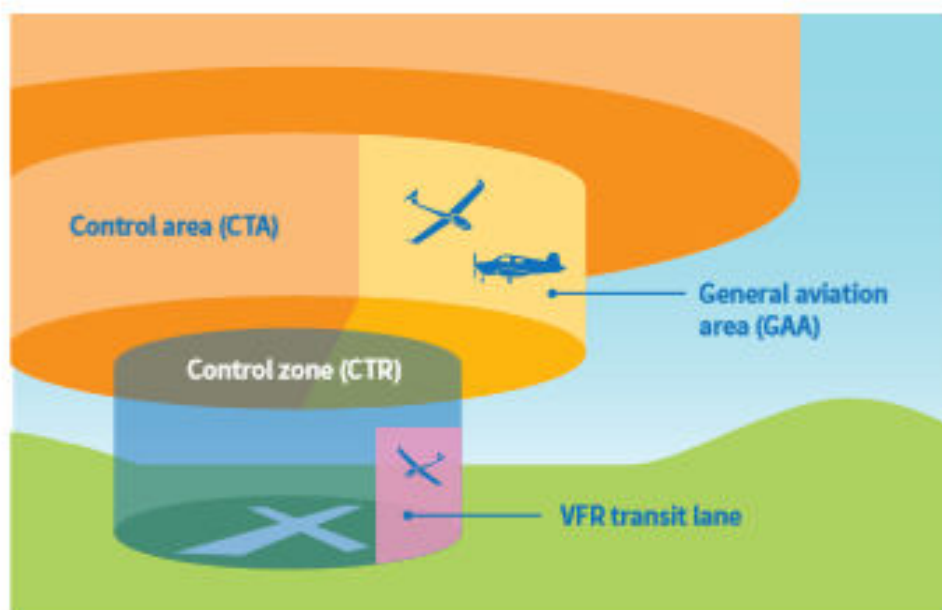 Control area (CTA)
General aviation
area (GAA)
Control zone (CTR)
VFR transit lane